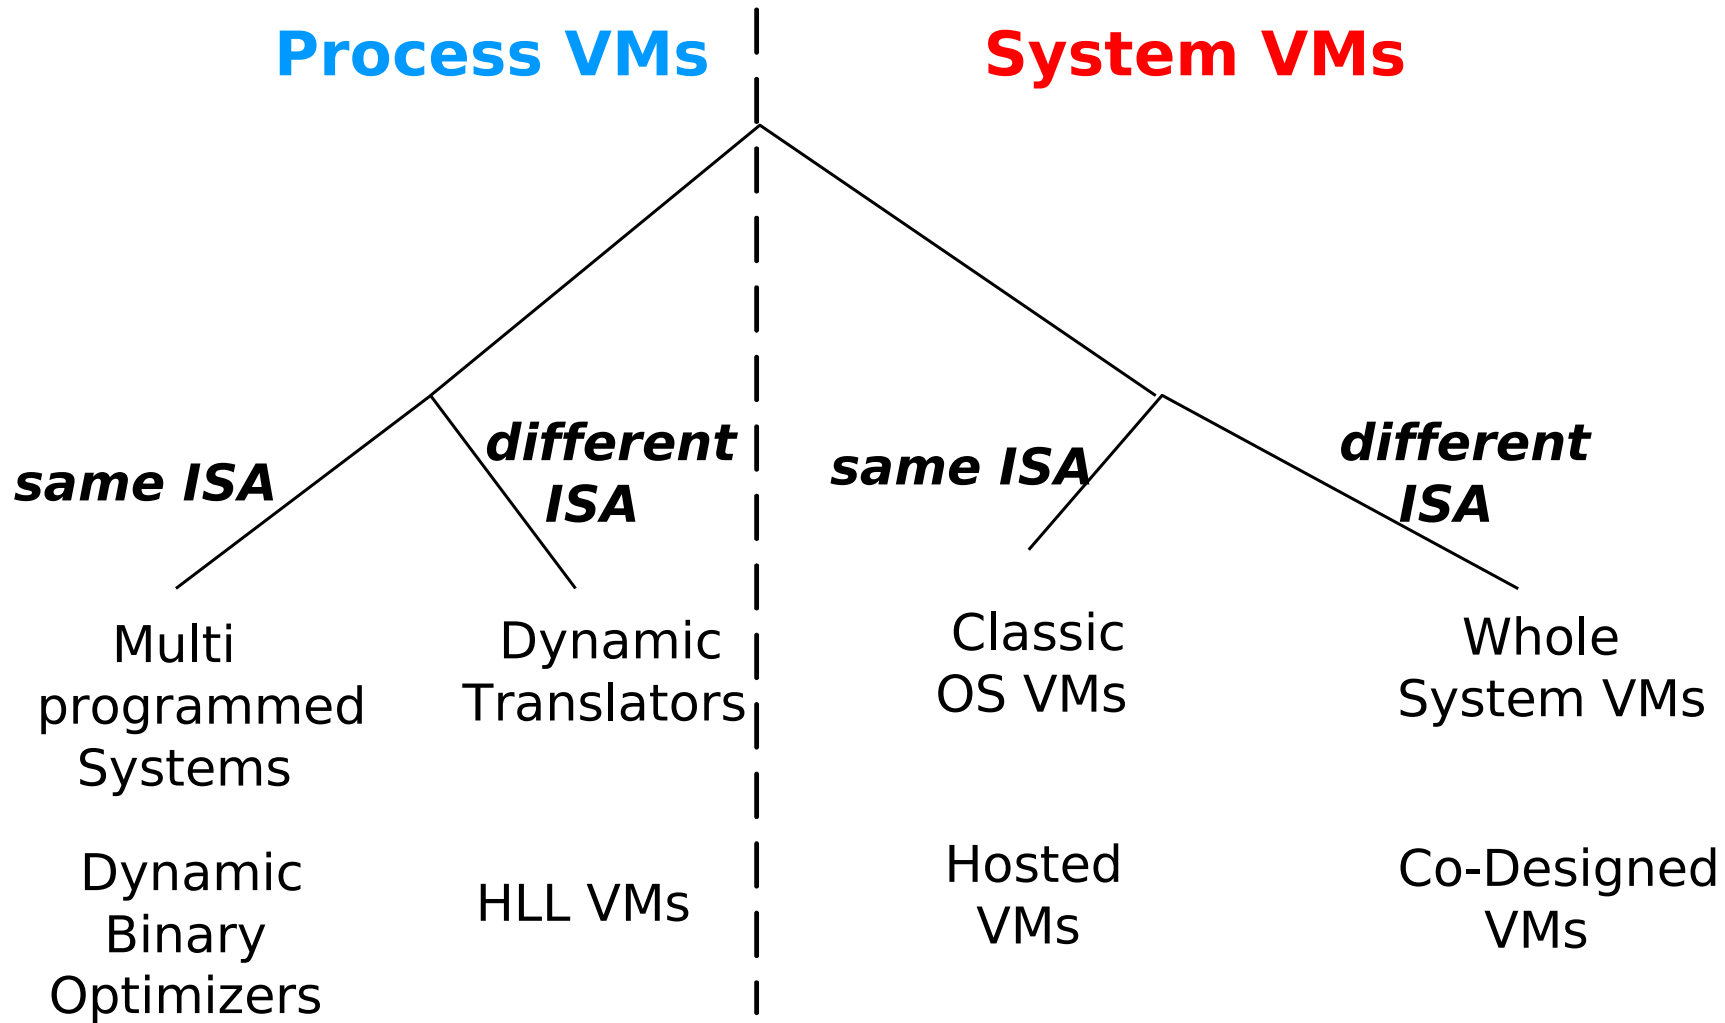 Process VMs
System VMs
same ISA
different
ISA
same ISA
different
ISA
Multi
programmed
Systems
Dynamic
Translators
Classic
OS VMs
Whole
System VMs
Dynamic
Binary
Optimizers
HLL VMs
Hosted
VMs
Co-Designed
VMs